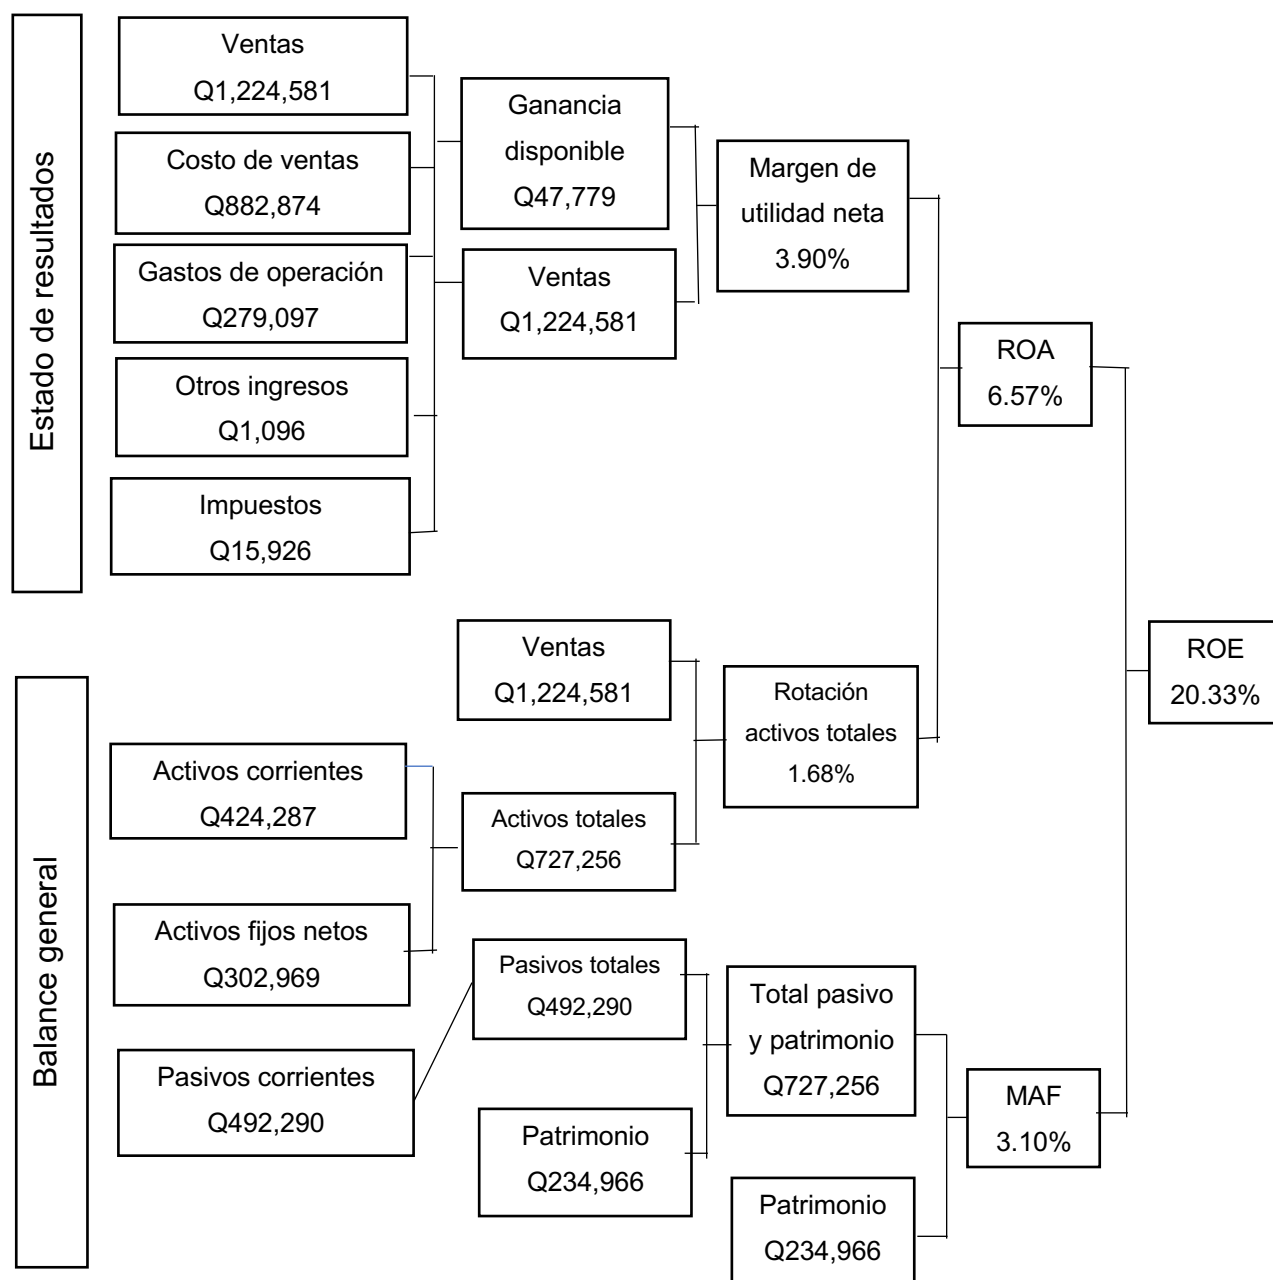 Estado de resultados
Ventas
Q1,224,581
Costo de ventas
Q882,874
Gastos de operación
Q279,097
Otros ingresos
Q1,096
Impuestos
Q15,926
Ganancia
disponible
Q47,779
Ventas
Q1,224,581
Margen de
utilidad neta
3.90%
ROA
6.57%
ROE
20.33%
Balance general
Ventas
Q1,224,581
Rotación
activos totales
1.68%
Activos corrientes
Q424,287
Activos totales
Q727,256
Activos fijos netos
Q302,969
Pasivos totales
Q492,290
Pasivos corrientes
Q492,290
Patrimonio
Q234,966
Total pasivo
y patrimonio
Q727,256
MAF
3.10%
Patrimonio
Q234,966